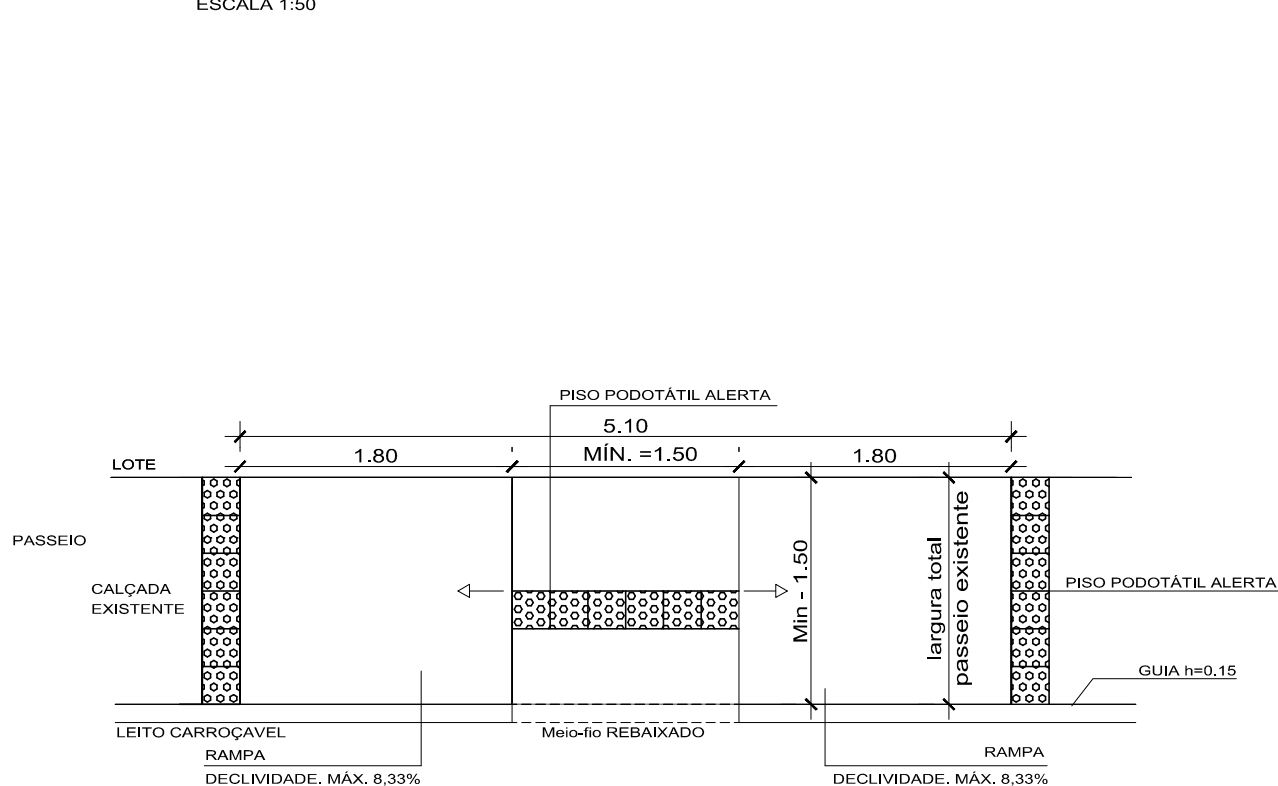 ESCALA 1:50
PISO PODOTÁTIL ALERTA
5.10
1.80
MÍN. =1.50
1.80
LOTE
PASSEIO
CALÇADA
EXISTENTE
Min - 1.50
largura total
passeio existente
PISO PODOTÁTIL ALERTA
GUIA h=0.15
LEITO CARROÇAVEL
Meio-fio REBAIXADO
RAMPA
DECLIVIDADE. MÁX. 8,33%
RAMPA
DECLIVIDADE. MÁX. 8,33%